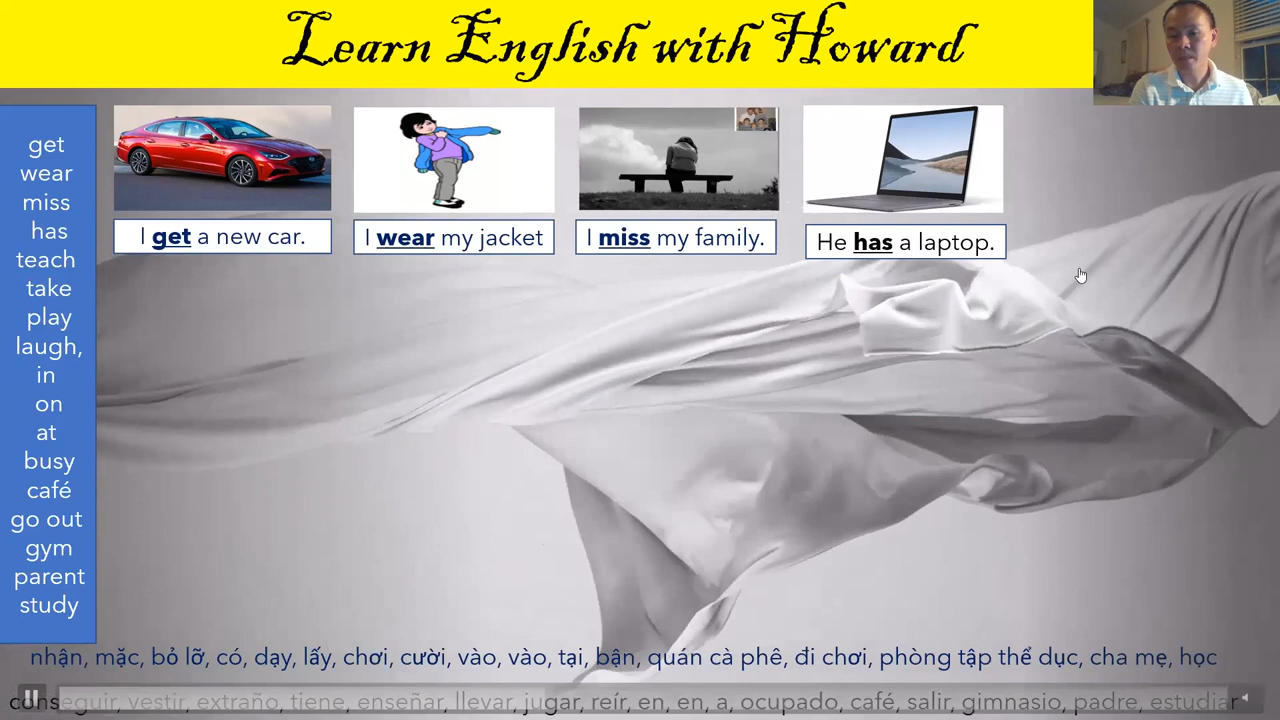 Learn English with Howard
get
wear
miss
has
teach
take
play
laugh,
in
on
at
busy
café
go out
gym
parent
study
I get a new car.
I wear my jacket
I miss my family.
He has a laptop.
nhận, mặc, bỏ lỡ, có, dạy, lấy, chơi, cười, vào, vào, tại, bận, quán cà phê, đi chơi, phòng tập thể dục, cha mẹ, học
conseguir, vestir, extraño, tiene, enseñar, llevar, jugar, reír, en, en, a, ocupado, café, salir, gimnasio, padre, estudiar